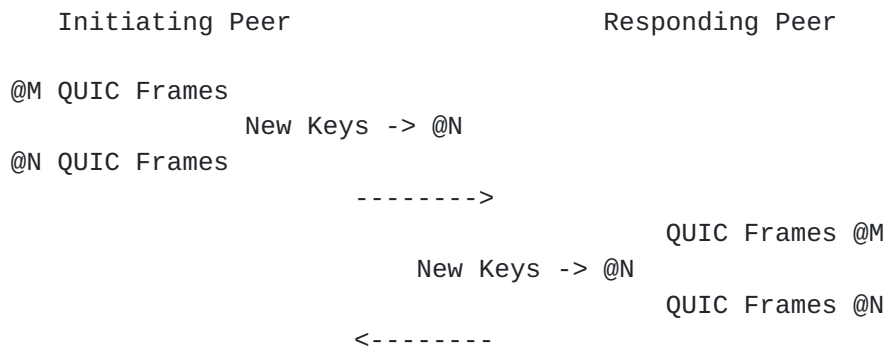 Initiating Peer                    Responding Peer
@M QUIC Frames
New Keys -> @N
@N QUIC Frames
-------->
QUIC Frames @M
New Keys -> @N
QUIC Frames @N
<--------